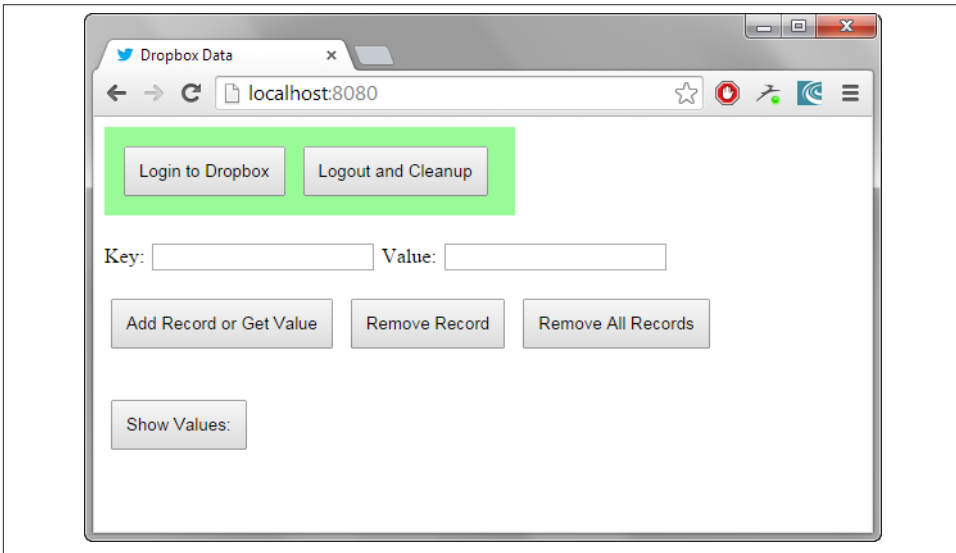 Dropbox Data
localhost:8080
Login to Dropbox Logout and Cleanup
Key: Value:
Add Record or Get Value Remove Record Remove All Records
Show Values: